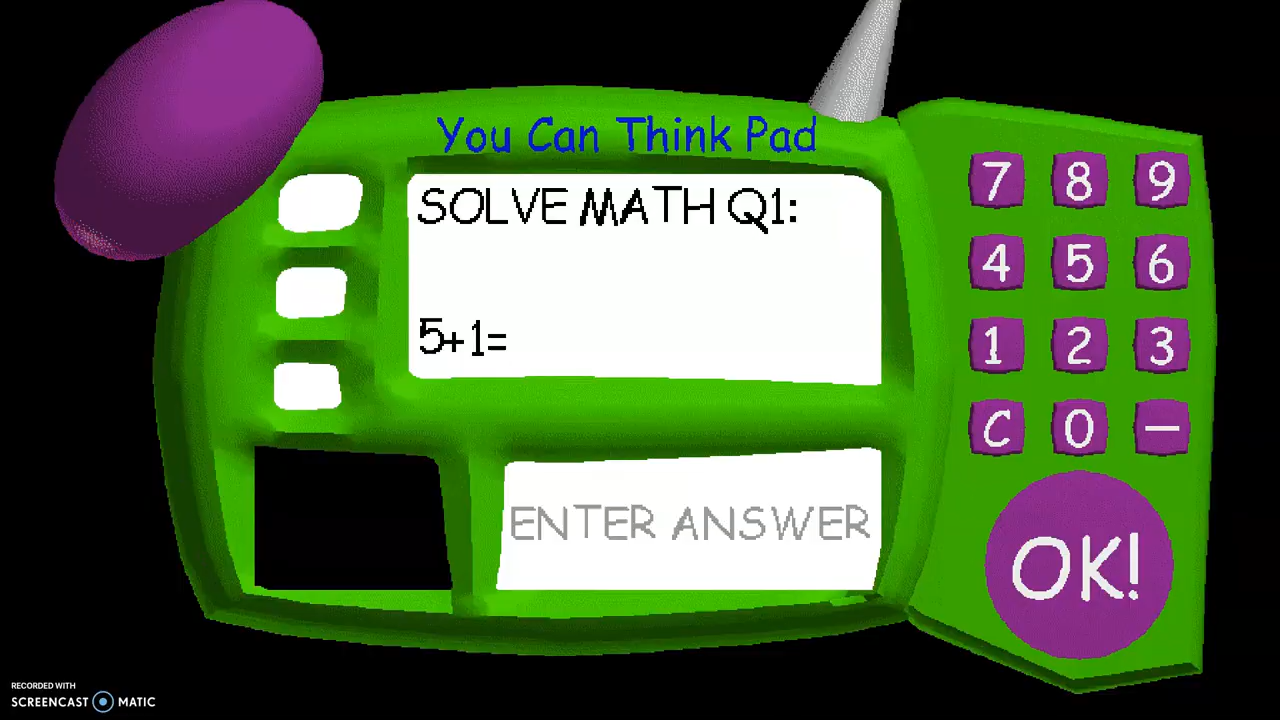 You Can Think Pad
SOLVE MATH Q1:
5+1=
ENTER ANSWER
7 8 9
4 5 6
1 2 3
C 0 —
OK!
RECORDED WITH
SCREENCAST MATIC